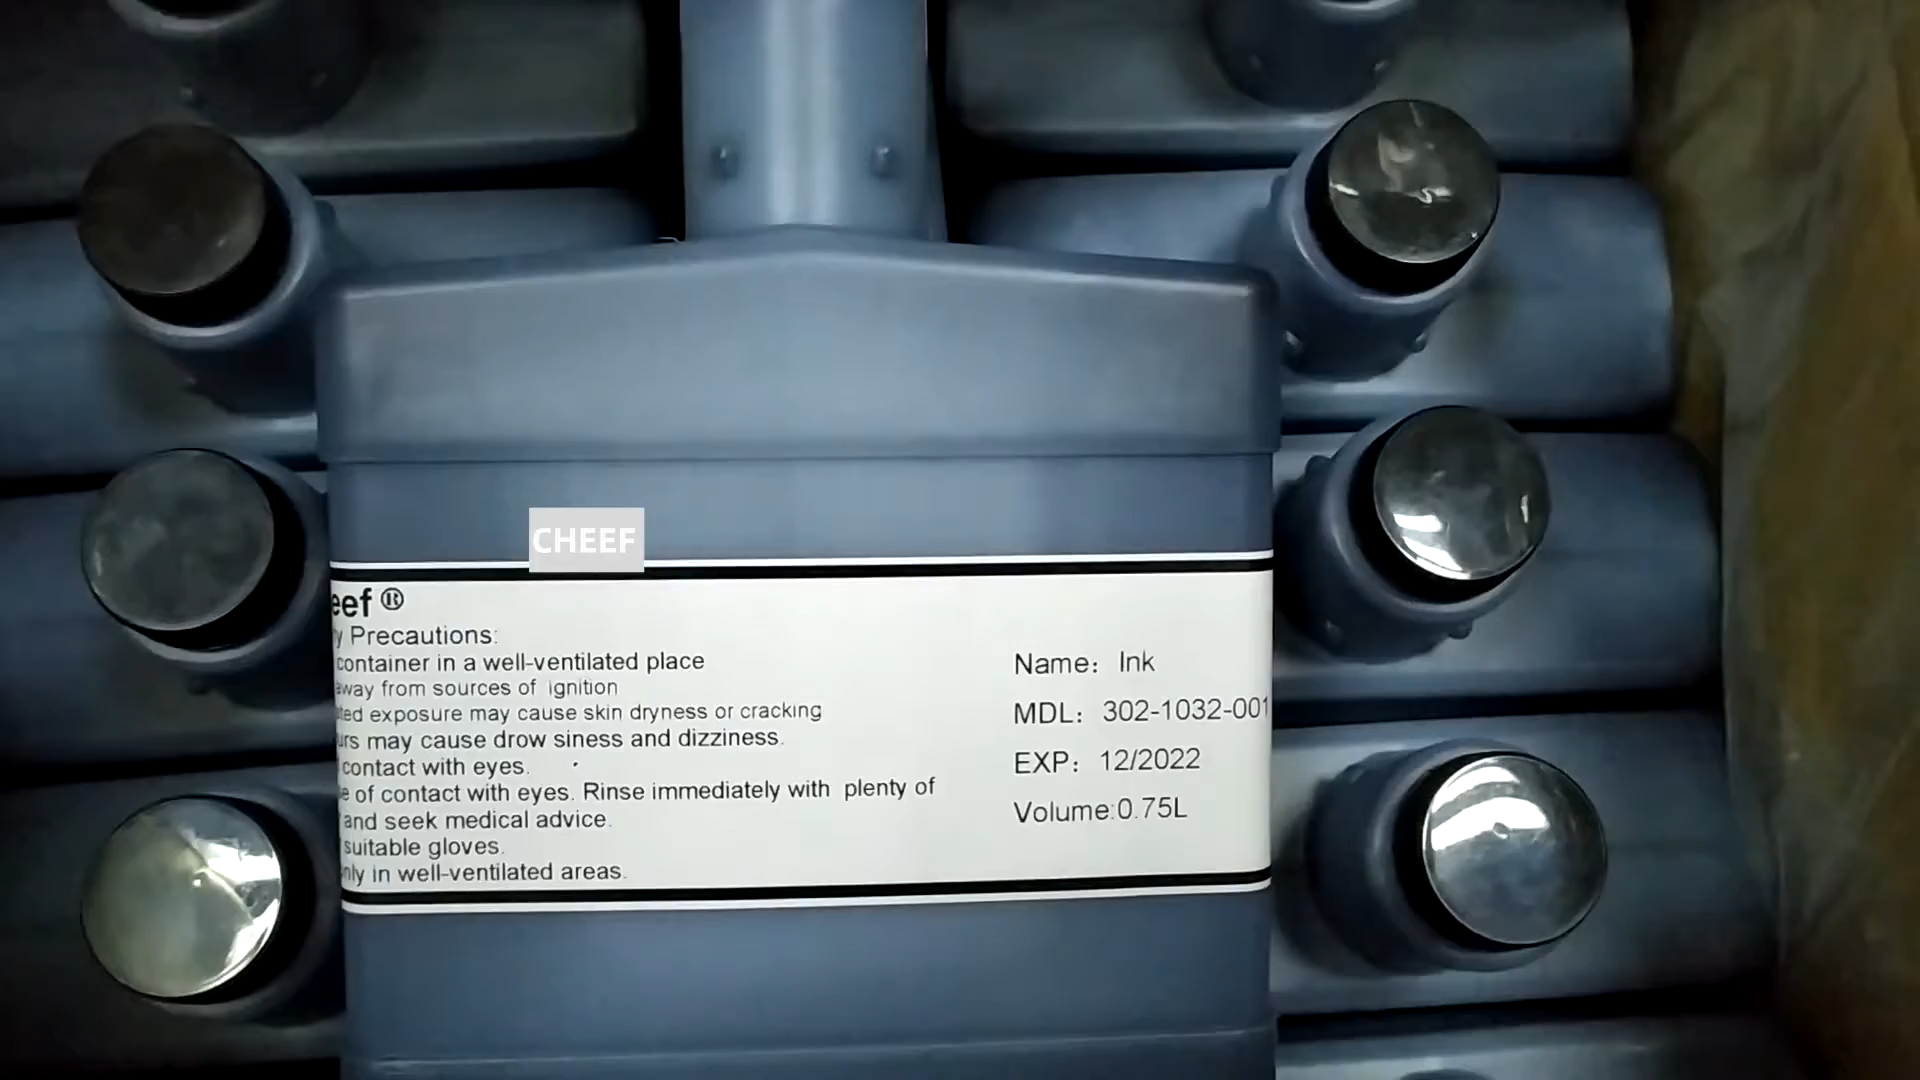 CHEEF
eef ®
Precautions:
container in a well-ventilated place
away from sources of ignition
exposure may cause skin dryness or cracking
may cause drow siness and dizziness.
contact with eyes.
of contact with eyes. Rinse immediately with plenty of
and seek medical advice.
suitable gloves.
in well-ventilated areas.
Name: Ink
MDL: 302-1032-001
EXP: 12/2022
Volume:0.75L